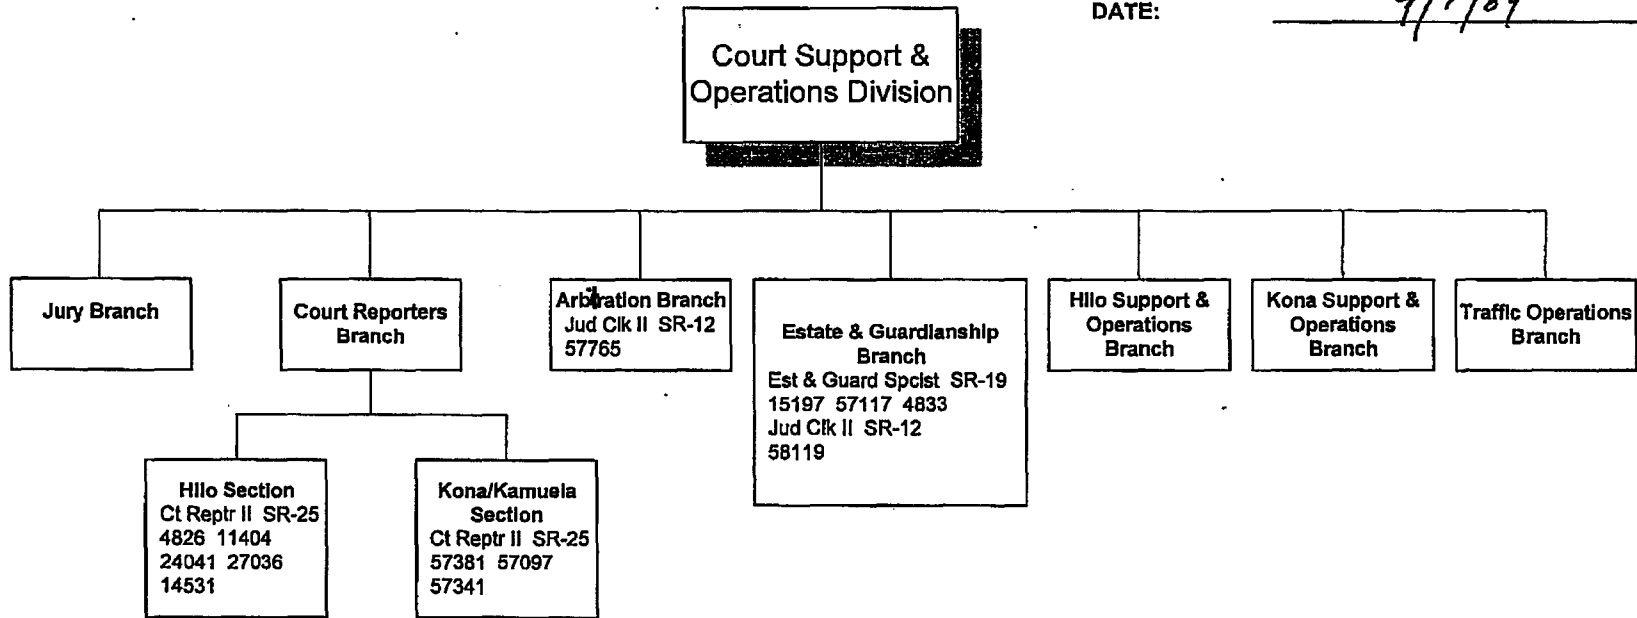 DATE:
Court Support &
Operations Division
Jury Branch
Court Reporters
Branch
Arbitration Branch
Jud Clk II SR-12
57765
Estate & Guardianship
Branch
Est & Guard Spclst SR-19
15197 57117 4833
Jud Clk II SR-12
58119
Hilo Support &
Operations
Branch
Kona Support &
Operations
Branch
Traffic Operations
Branch
Hilo Section
Ct Reptr II SR-25
4826 11404
24041 27036
14531
Kona/Kamuela
Section
Ct Reptr II SR-25
57381 57097
57341